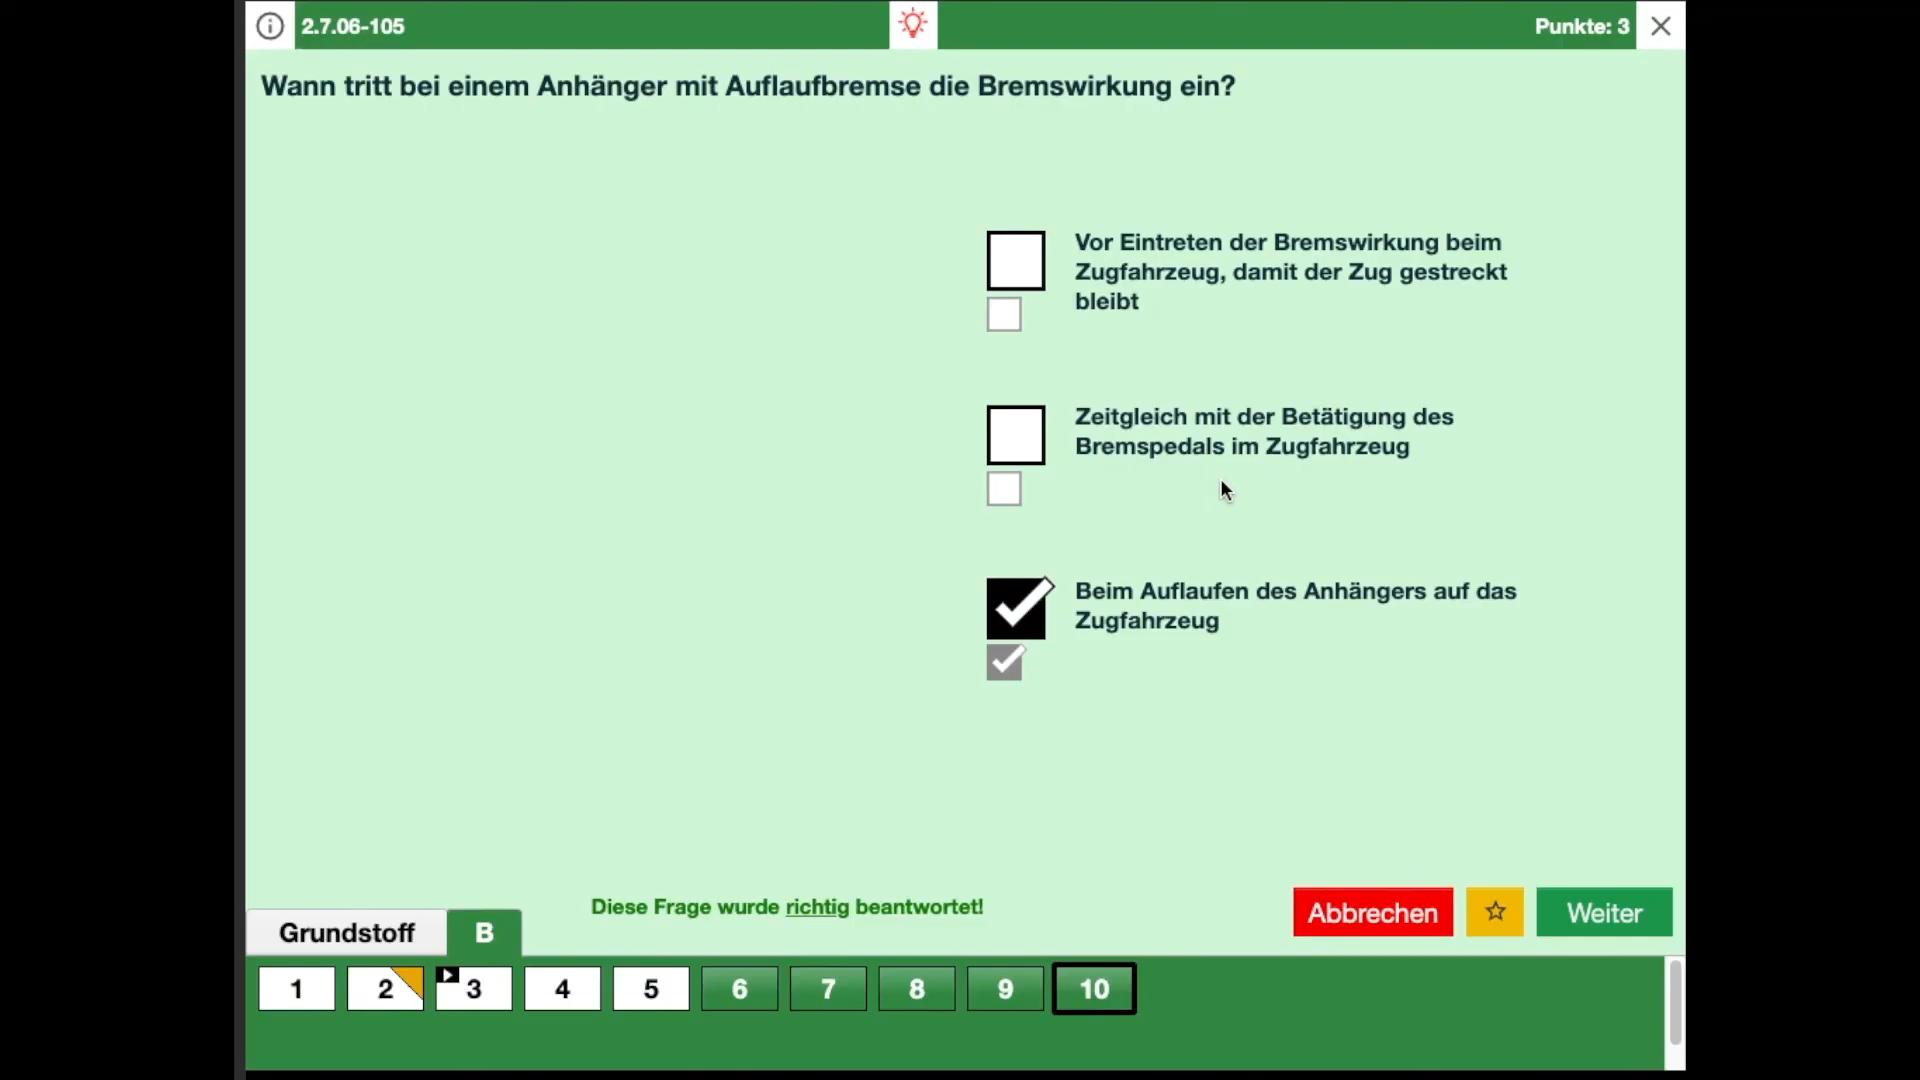 2.7.06-105
Punkte: 3
Wann tritt bei einem Anhänger mit Auflaufbremse die Bremswirkung ein?
Vor Eintreten der Bremswirkung beim
Zugfahrzeug, damit der Zug gestreckt
bleibt
Zeitgleich mit der Betätigung des
Bremspedals im Zugfahrzeug
Beim Auflaufen des Anhängers auf das
Zugfahrzeug
Diese Frage wurde richtig beantwortet!
Abbrechen
Weiter
Grundstoff
B
1 2 3 4 5 6 7 8 9 10